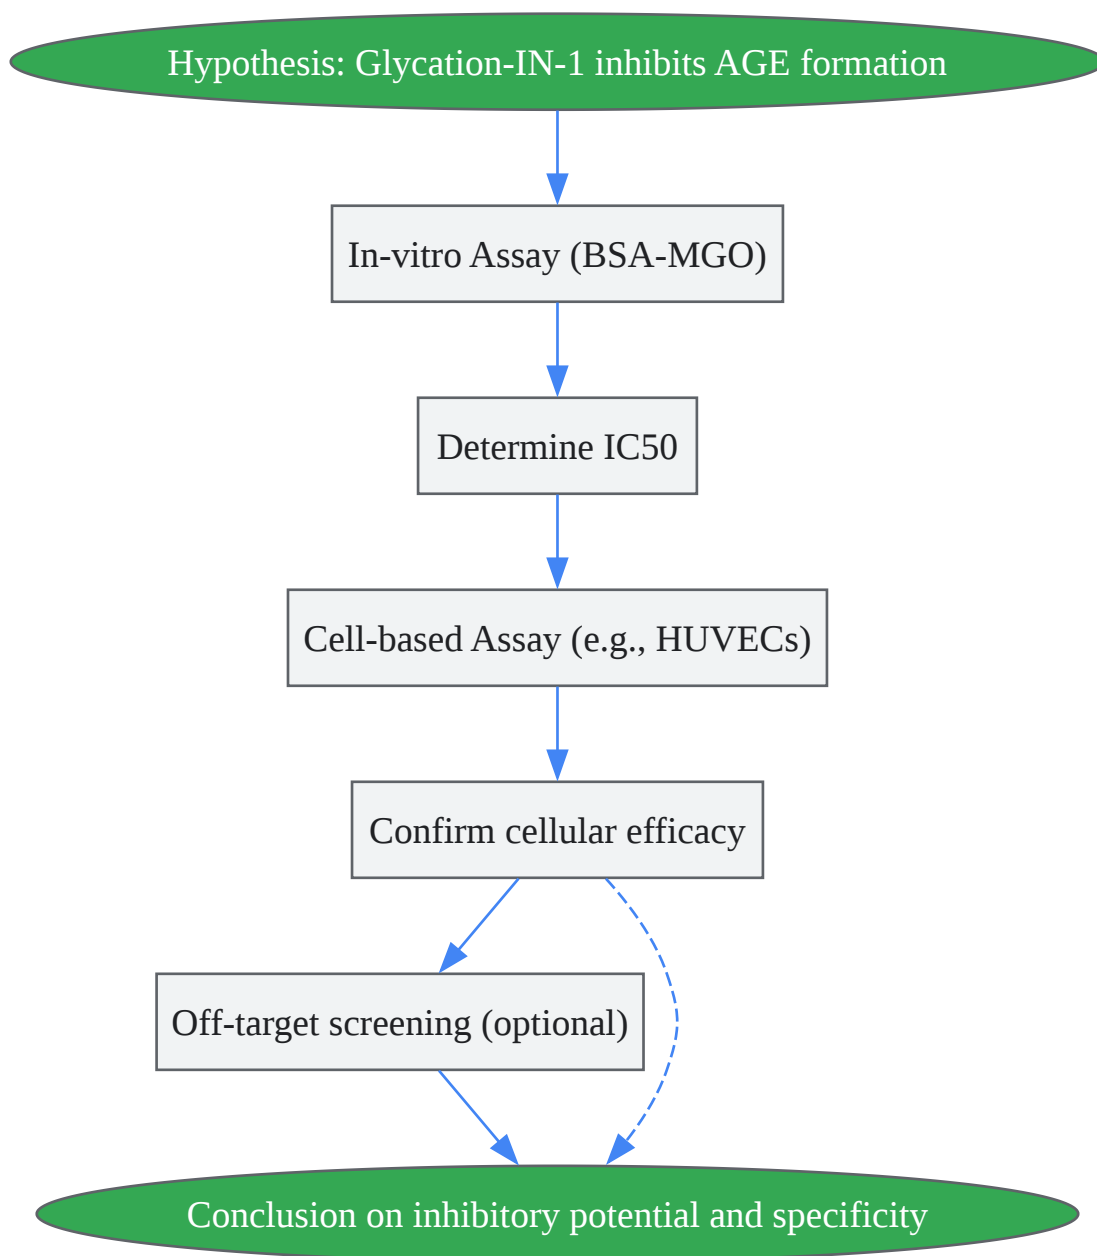 Hypothesis: Glycation-IN-1 inhibits AGE formation
In-vitro Assay (BSA-MGO)
Determine IC50
Cell-based Assay (e.g., HUVECs)
Confirm cellular efficacy
Off-target screening (optional)
Conclusion on inhibitory potential and specificity